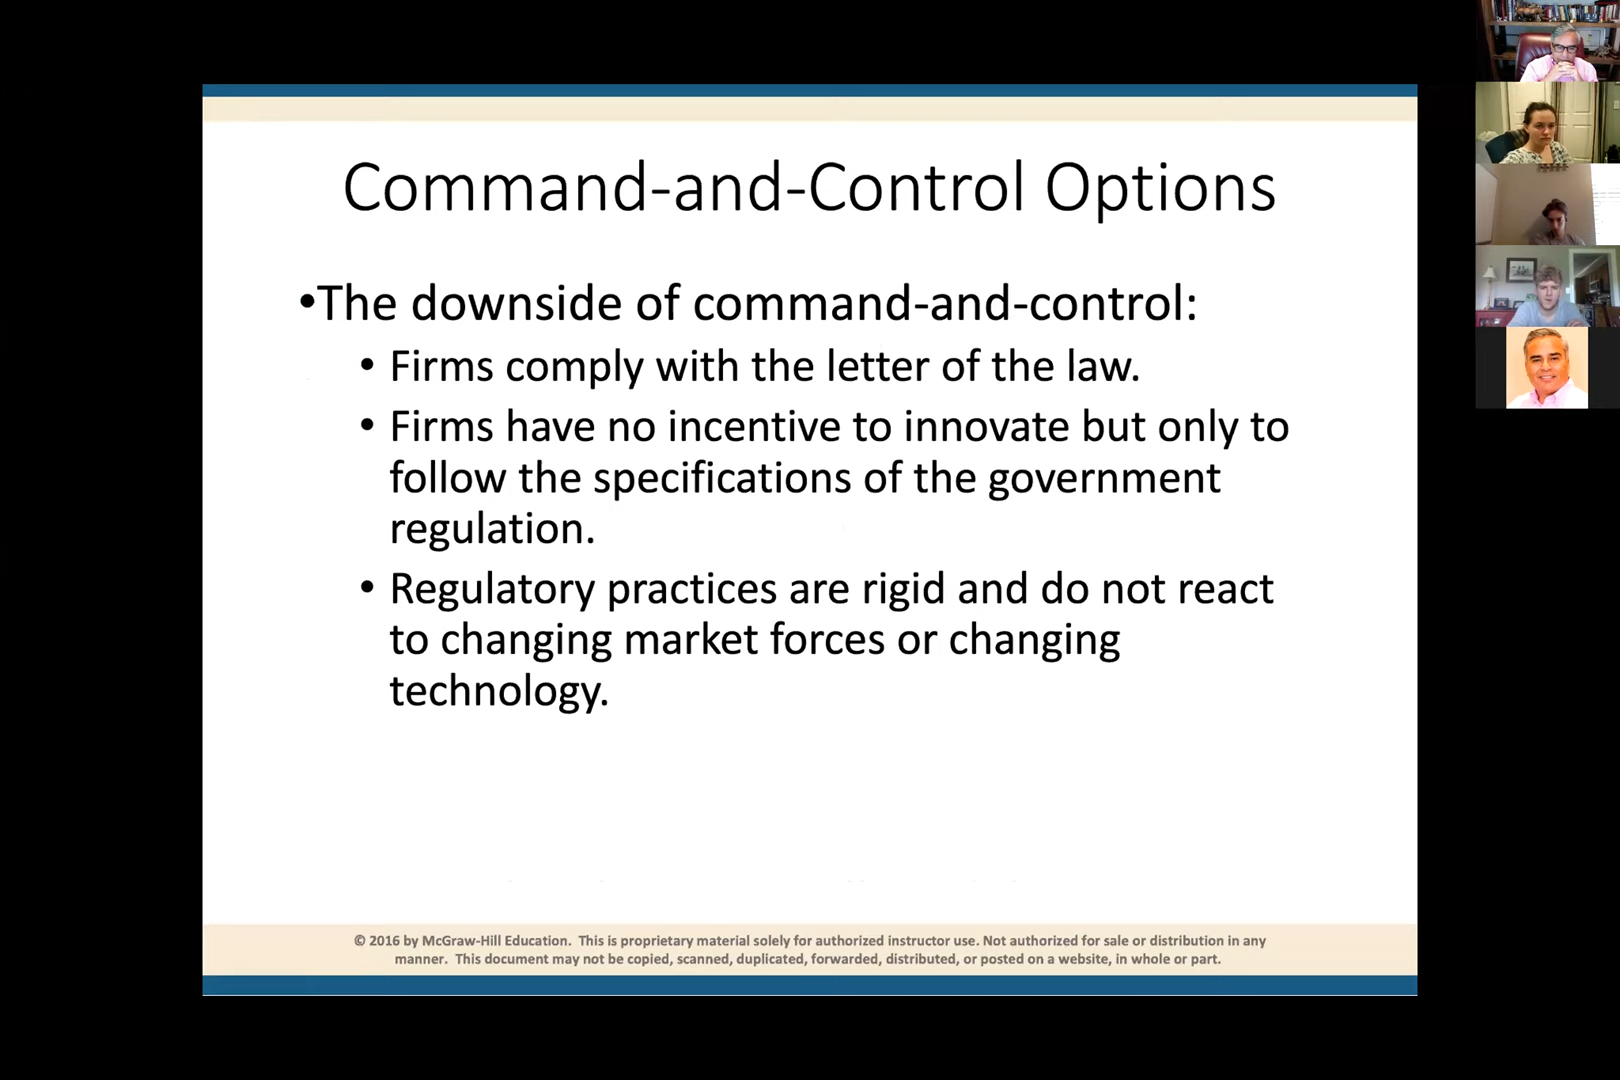 Command-and-Control Options
•The downside of command-and-control:
• Firms comply with the letter of the law.
• Firms have no incentive to innovate but only to
follow the specifications of the government
regulation.
• Regulatory practices are rigid and do not react
to changing market forces or changing
technology.
© 2016 by McGraw-Hill Education. This is proprietary material solely for authorized instructor use. Not authorized for sale or distribution in any
manner. This document may not be copied, scanned, duplicated, forwarded, distributed, or posted on a website, in whole or part.